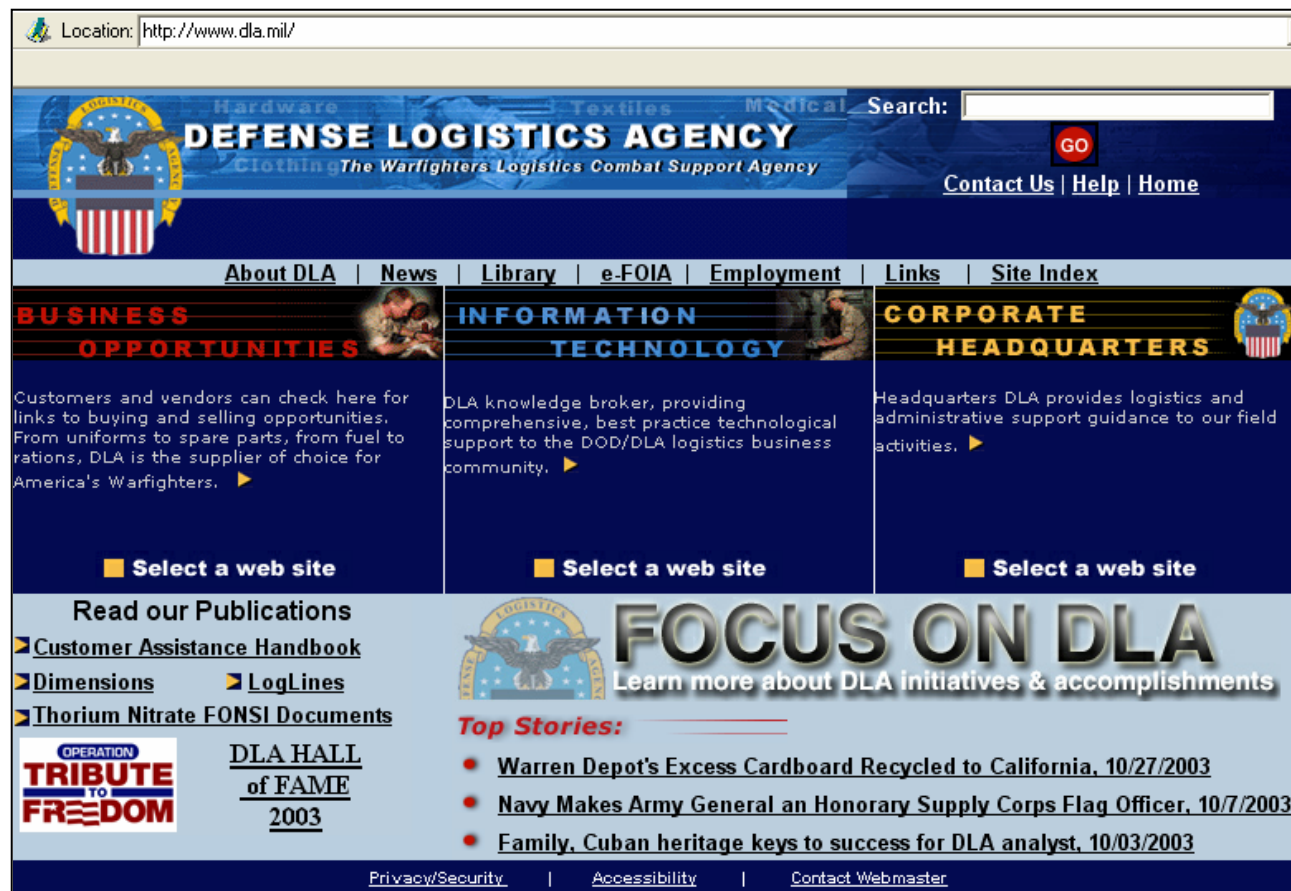 Location: http://www.dla.mil/
Hardware Textiles Medical
DEFENSE LOGISTICS AGENCY
Clothing The Warfighters Logistics Combat Support Agency
Search:
GO
Contact Us | Help | Home
About DLA | News | Library | e-FOIA | Employment | Links | Site Index
BUSINESS
OPPORTUNITIES
Customers and vendors can check here for
links to buying and selling opportunities.
From uniforms to spare parts, from fuel to
rations, DLA is the supplier of choice for
America's Warfighters.
Select a web site
INFORMATION
TECHNOLOGY
DLA knowledge broker, providing
comprehensive, best practice technological
support to the DOD/DLA logistics business
community.
Select a web site
CORPORATE
HEADQUARTERS
Headquarters DLA provides logistics and
administrative support guidance to our field
activities.
Select a web site
Read our Publications
Customer Assistance Handbook
Dimensions LogLines
Thorium Nitrate FONSI Documents
OPERATION
TRIBUTE
TO
FREEDOM
DLA HALL
of FAME
2003
DEFENSE LOGISTICS AGENCY
FOCUS ON DLA
Learn more about DLA initiatives & accomplishments
Top Stories:
Warren Depot's Excess Cardboard Recycled to California, 10/27/2003
Navy Makes Army General an Honorary Supply Corps Flag Officer, 10/7/2003
Family, Cuban heritage keys to success for DLA analyst, 10/03/2003
Privacy/Security | Accessibility | Contact Webmaster